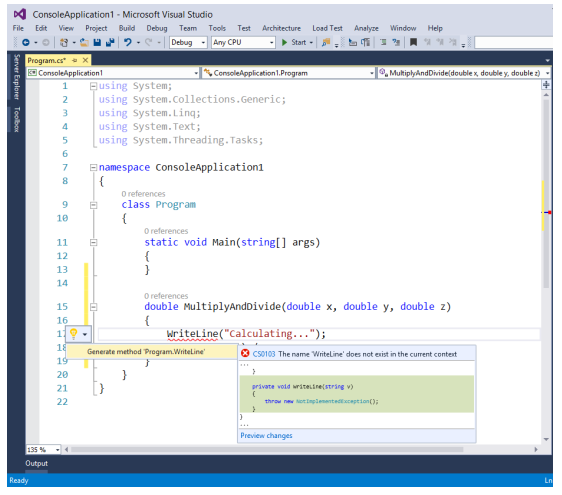 ConsoleApplication1 - Microsoft Visual Studio
File Edit View Project Build Debug Team Tools Test Architecture Load Test Analyze Window Help
Debug Any CPU Start
Server Explorer
Toolbox
Program.cs*
ConsoleApplication1 ConsoleApplication1.Program MultiplyAndDivide(double x, double y, double z)
1 using System;
2 using System.Collections.Generic;
3 using System.Linq;
4 using System.Text;
5 using System.Threading.Tasks;
6
7 namespace ConsoleApplication1
8 {
0 references
9 class Program
10 {
0 references
11 static void Main(string[] args)
12 {
13 }
14
0 references
15 double MultiplyAndDivide(double x, double y, double z)
16 {
17 WriteLine("Calculating...");
18
Generate method 'Program.WriteLine'
CS0103 The name 'WriteLine' does not exist in the current context
...
}
private void WriteLine(string v)
{
throw new NotImplementedException();
}
}
...
Preview changes
19 }
20 }
21 }
22
135 %
Output
Ready Ln